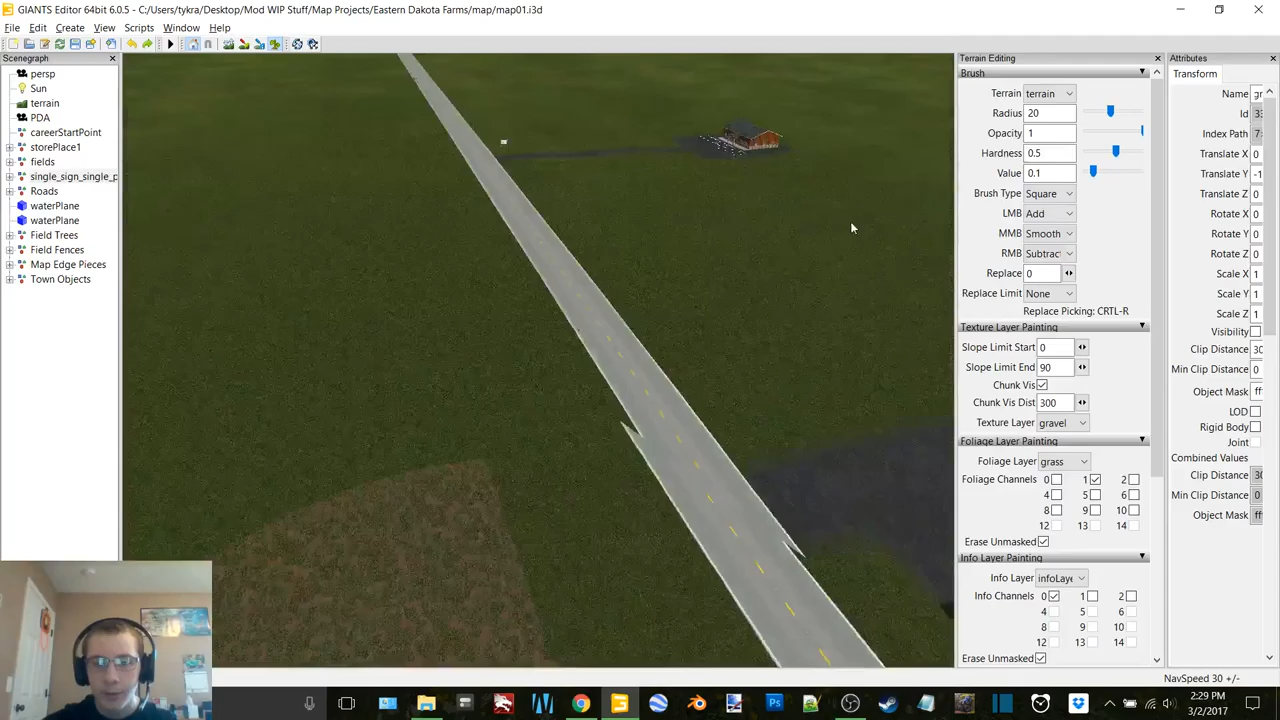 GIANTS Editor 64bit 6.0.5 - C:/Users/tykra/Desktop/Mod WIP Stuff/Map Projects/Eastern Dakota Farms/map/map01.i3d
File Edit Create View Scripts Window Help
Scenegraph
persp
Sun
terrain
PDA
careerStartPoint
storePlace1
fields
single_sign_single_p
Roads
waterPlane
waterPlane
Field Trees
Field Fences
Map Edge Pieces
Town Objects
Terrain Editing
Brush
Terrain terrain
Radius 20
Opacity 1
Hardness 0.5
Value 0.1
Brush Type Square
LMB Add
MMB Smooth
RMB Subtrac
Replace 0
Replace Limit None
Replace Picking: CRTL-R
Texture Layer Painting
Slope Limit Start 0
Slope Limit End 90
Chunk Vis
Chunk Vis Dist 300
Texture Layer gravel
Foliage Layer Painting
Foliage Layer grass
Foliage Channels 0 1 2
4 5 6
8 9 10
12 13 14
Erase Unmasked
Info Layer Painting
Info Layer infoLaye
Info Channels 0 1 2
4 5 6
8 9 10
12 13 14
Erase Unmasked
Attributes
Transform
Name gr
Id 3
Index Path 7
Translate X 0
Translate Y -1
Translate Z 0
Rotate X 0
Rotate Y 0
Rotate Z 0
Scale X 1
Scale Y 1
Scale Z 1
Visibility
Clip Distance 30
Min Clip Distance 0
Object Mask ff
LOD
Rigid Body
Joint
Combined Values
Clip Distance 30
Min Clip Distance 0
Object Mask ff
NavSpeed 30 +/-
2:29 PM
3/2/2017